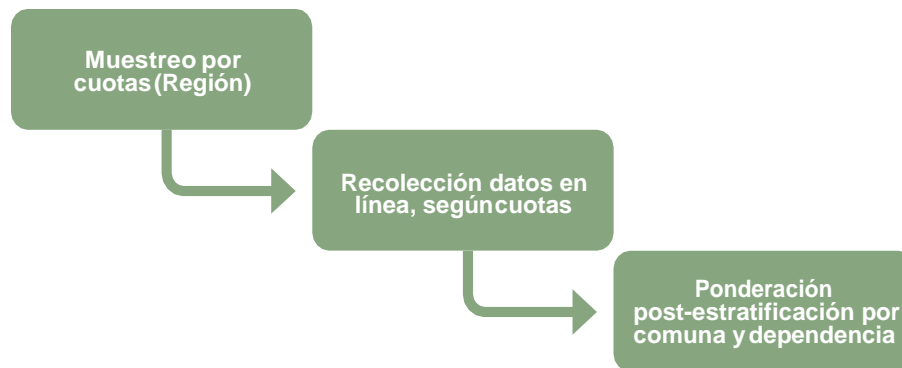 Muestreo por
cuotas (Región)
Recolección datos en
línea, según cuotas
Ponderación
post-estratificación por
comuna y dependencia